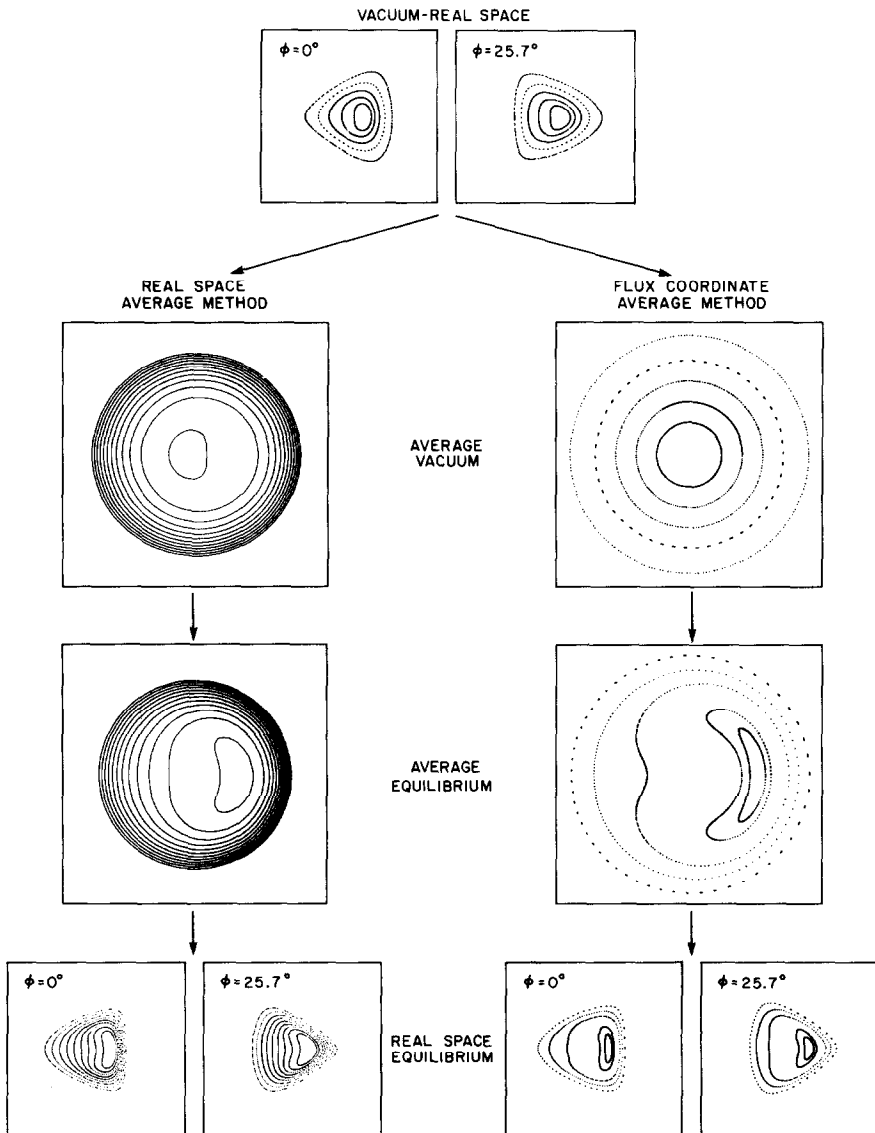 VACUUM-REAL SPACE
ϕ=0°
ϕ=25.7°
REAL SPACE
AVERAGE METHOD
FLUX COORDINATE
AVERAGE METHOD
AVERAGE
VACUUM
AVERAGE
EQUILIBRIUM
ϕ=0°
ϕ=25.7°
REAL SPACE
EQUILIBRIUM
ϕ=0°
ϕ=25.7°